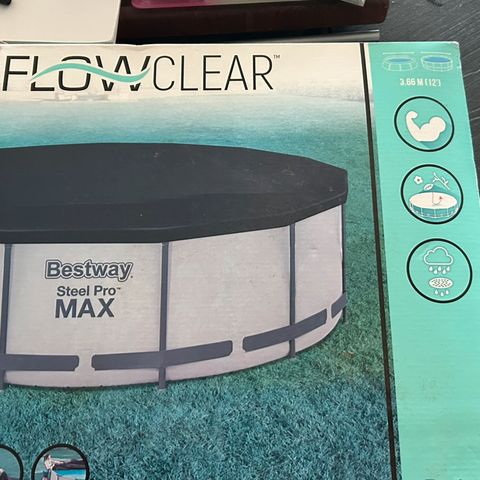 FLOWCLEAR™
3.66 M (12')
Bestway
Steel Pro™
MAX